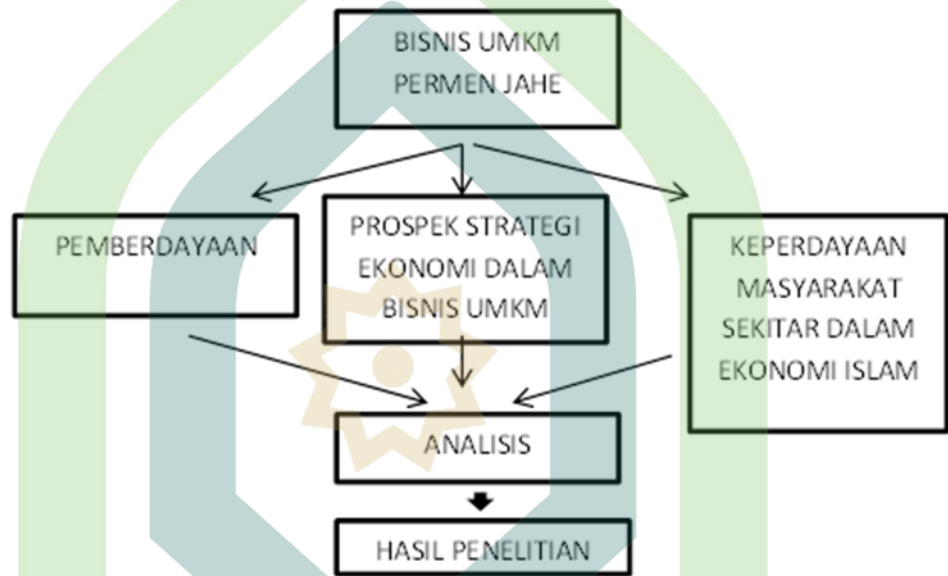 BISNIS UMKM
PERMEN JAHE
PEMBERDAYAAN
PROSPEK STRATEGI
EKONOMI DALAM
BISNIS UMKM
KEPERDAYAAN
MASYARAKAT
SEKITAR DALAM
EKONOMI ISLAM
ANALISIS
HASIL PENELITIAN